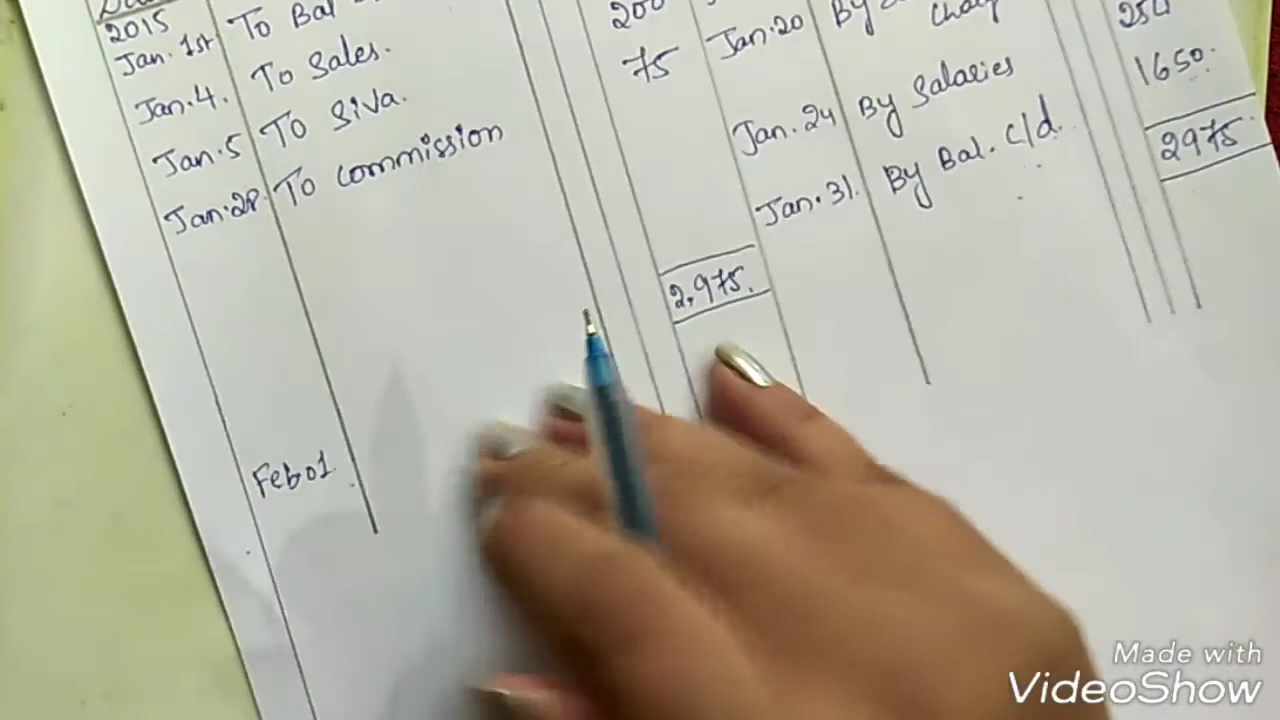 2015
Jan. 1st To Bal
Jan. 4. To Sales.
Jan. 5 To Siva.
Jan. 28. To Commission
200
75
2,975.
Feb 01
Jan. 20 By
Jan. 24 By Salaries
Jan. 31. By Bal. C/d.
1650.
2975.
Made with
VideoShow